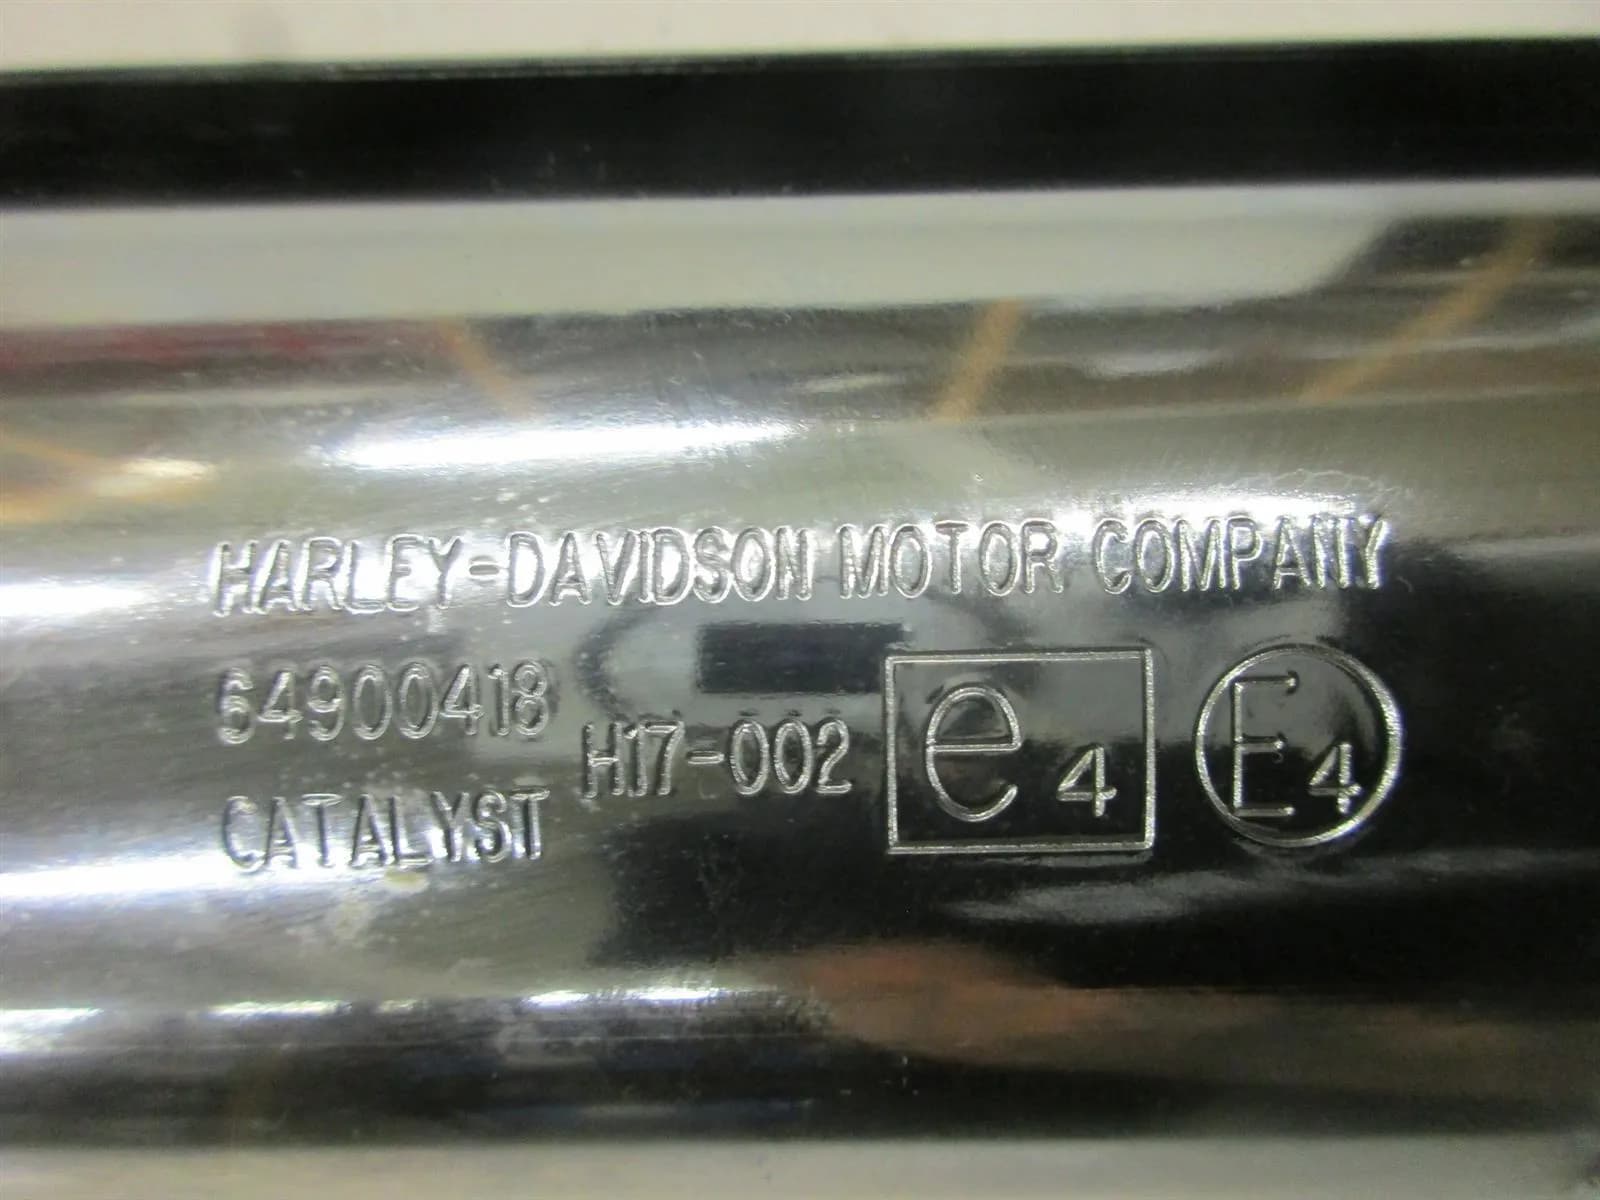 HARLEY-DAVIDSON MOTOR COMPANY
64900418
H17-002 e4 E4
CATALYST